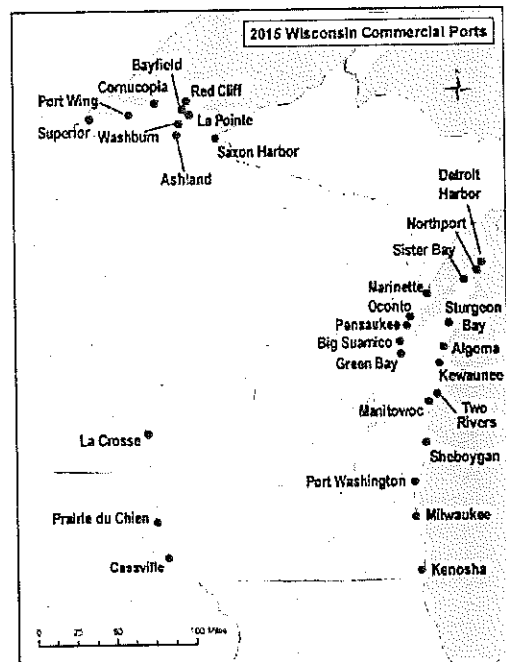 2015 Wisconsin Commercial Ports
Bayfield
Cornucopia
Red Cliff
Port Wing
La Pointe
Superior
Washburn
Saxon Harbor
Ashland
Detroit
Harbor
Northport
Sister Bay
Marinette
Oconto
Sturgeon
Bay
Pensaukee
Big Suamico
Algoma
Green Bay
Kewaunee
Manitowoc
Two
Rivers
La Crosse
Sheboygan
Port Washington
Prairie du Chien
Milwaukee
Cassville
Kenosha
0 25 50 100 Miles